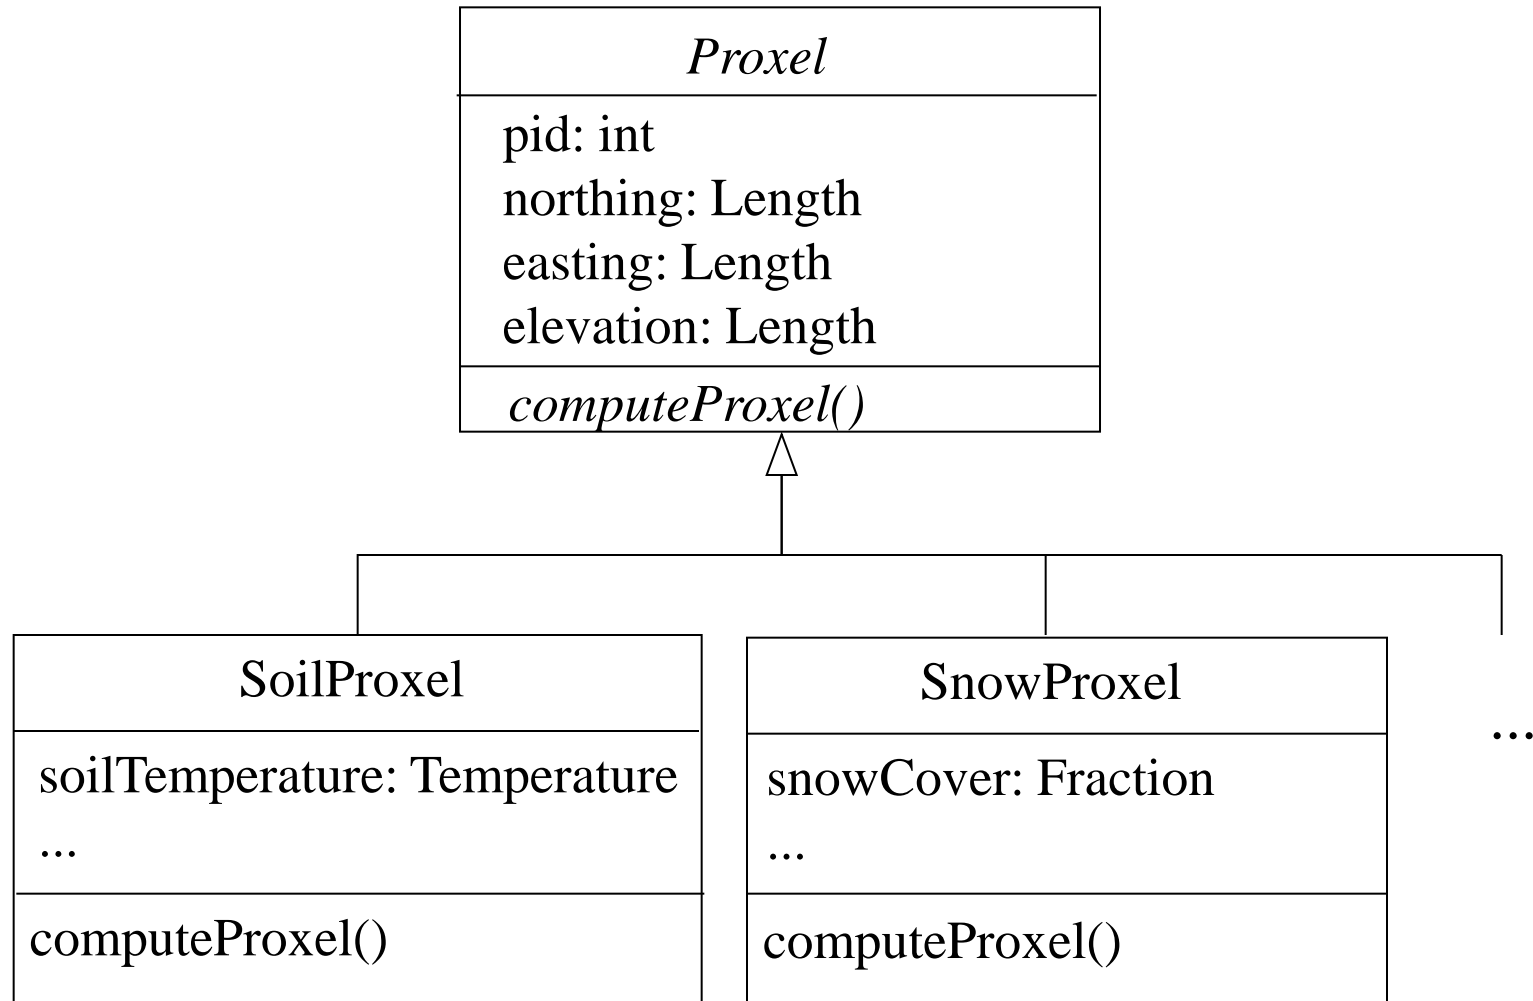 Proxel
pid: int
northing: Length
easting: Length
elevation: Length
computeProxel()
SoilProxel
soilTemperature: Temperature
...
computeProxel()
SnowProxel
snowCover: Fraction
...
computeProxel()
...